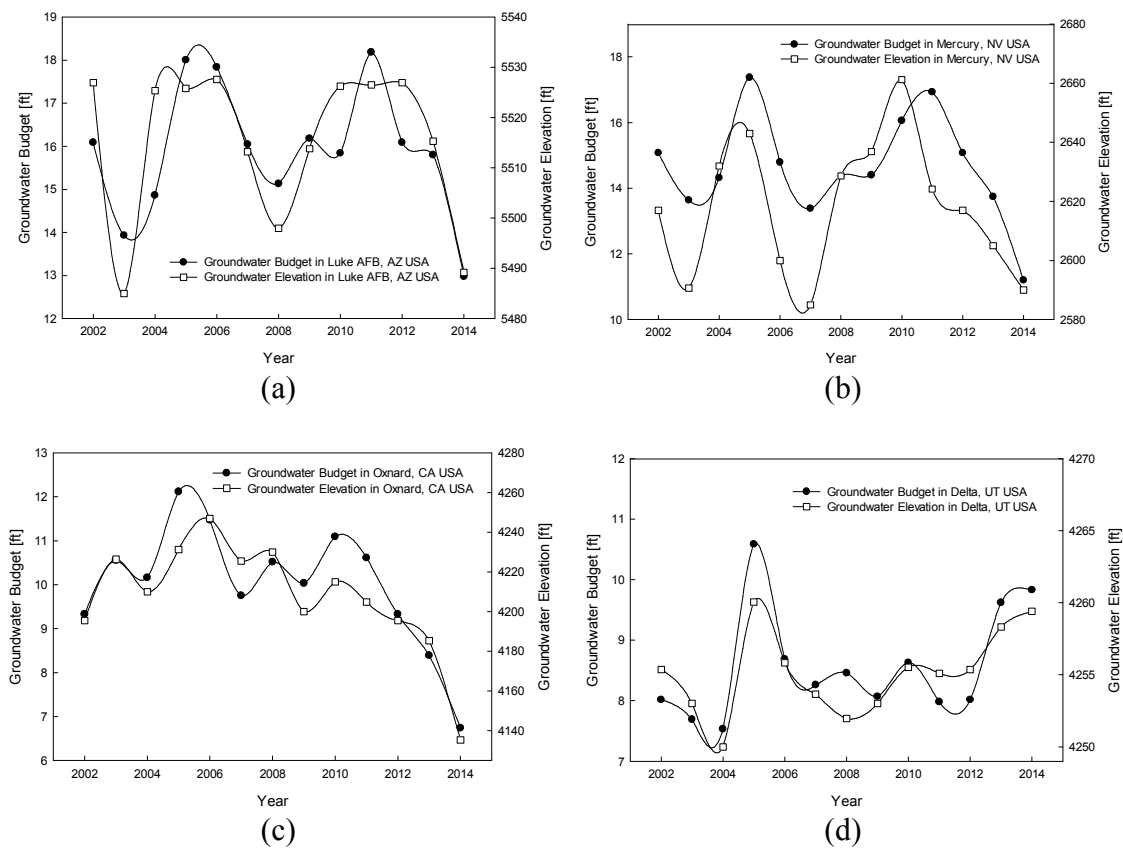 19
18
17
16
15
14
13
12
Groundwater Budget [ft]
5540
5530
5520
5510
5500
5490
5480
Groundwater Elevation [ft]
Groundwater Budget in Luke AFB, AZ USA
Groundwater Elevation in Luke AFB, AZ USA
2002 2004 2006 2008 2010 2012 2014
Year
(a)
18
16
14
12
10
Groundwater Budget [ft]
2680
2660
2640
2620
2600
2580
Groundwater Elevation [ft]
Groundwater Budget in Mercury, NV USA
Groundwater Elevation in Mercury, NV USA
2002 2004 2006 2008 2010 2012 2014
Year
(b)
13
12
11
10
9
8
7
6
Groundwater Budget [ft]
4280
4260
4240
4220
4200
4180
4160
4140
Groundwater Elevation [ft]
Groundwater Budget in Oxnard, CA USA
Groundwater Elevation in Oxnard, CA USA
2002 2004 2006 2008 2010 2012 2014
Year
(c)
12
11
10
9
8
7
Groundwater Budget [ft]
4270
4265
4260
4255
4250
Groundwater Elevation [ft]
Groundwater Budget in Delta, UT USA
Groundwater Elevation in Delta, UT USA
2002 2004 2006 2008 2010 2012 2014
Year
(d)